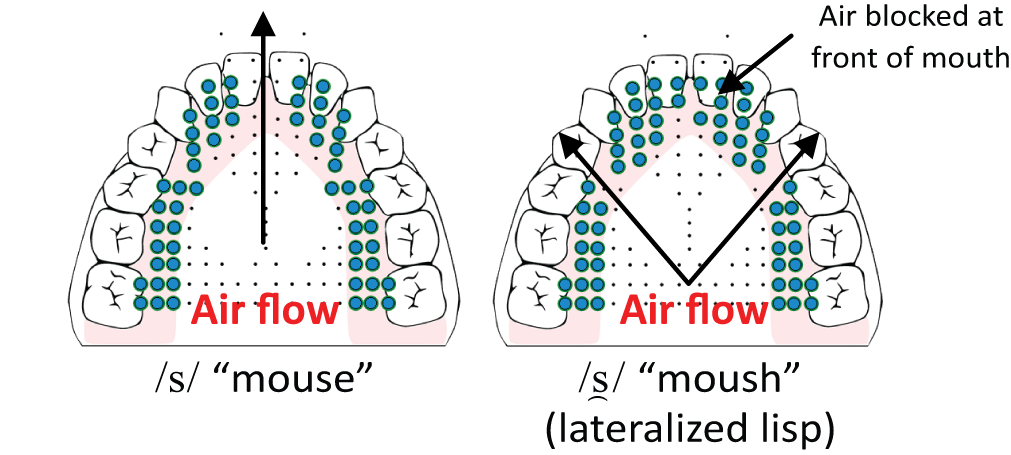 Air blocked at
front of mouth
Air flow
Air flow
/s/ “mouse”
/s̯/ “moush”
(lateralized lisp)